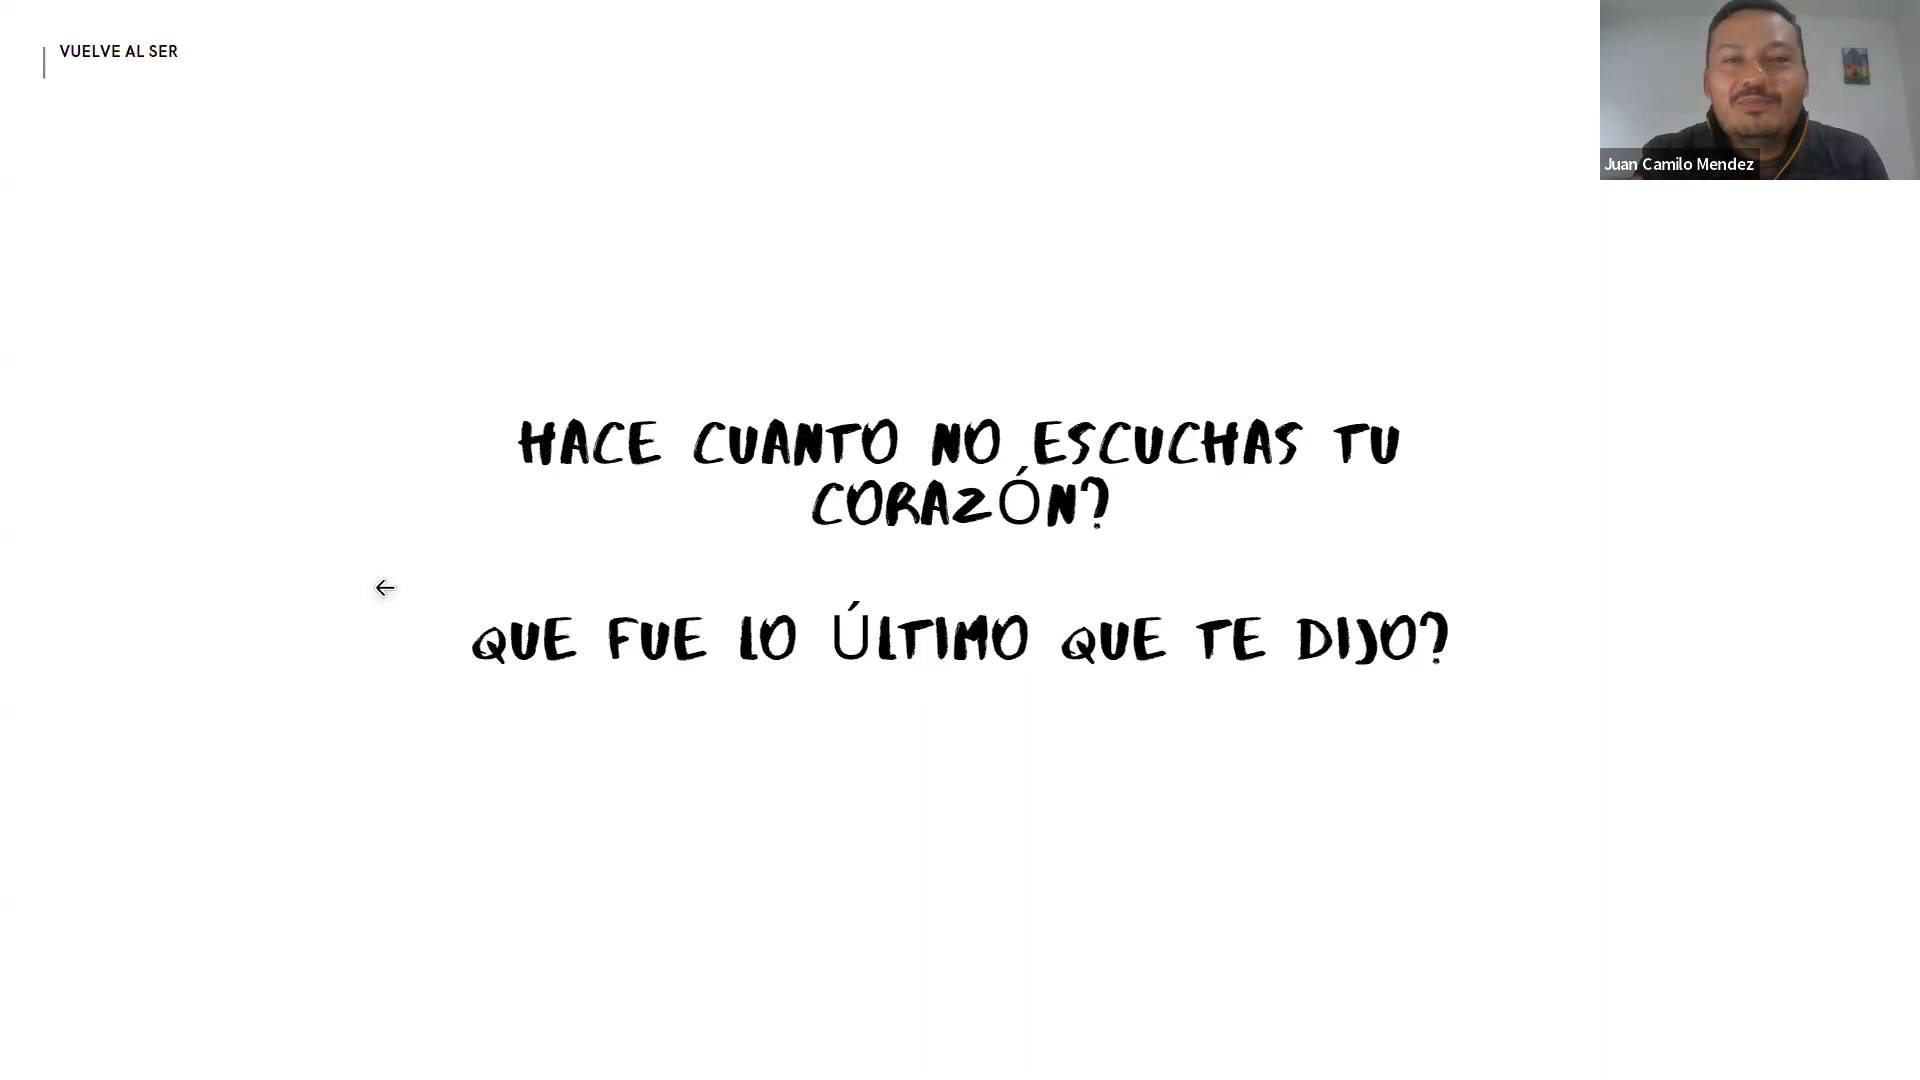 VUELVE AL SER
Juan Camilo Mendez
HACE CUANTO NO ESCUCHAS TU
CORAZÓN?
QUE FUE LO ÚLTIMO QUE TE DIJO?